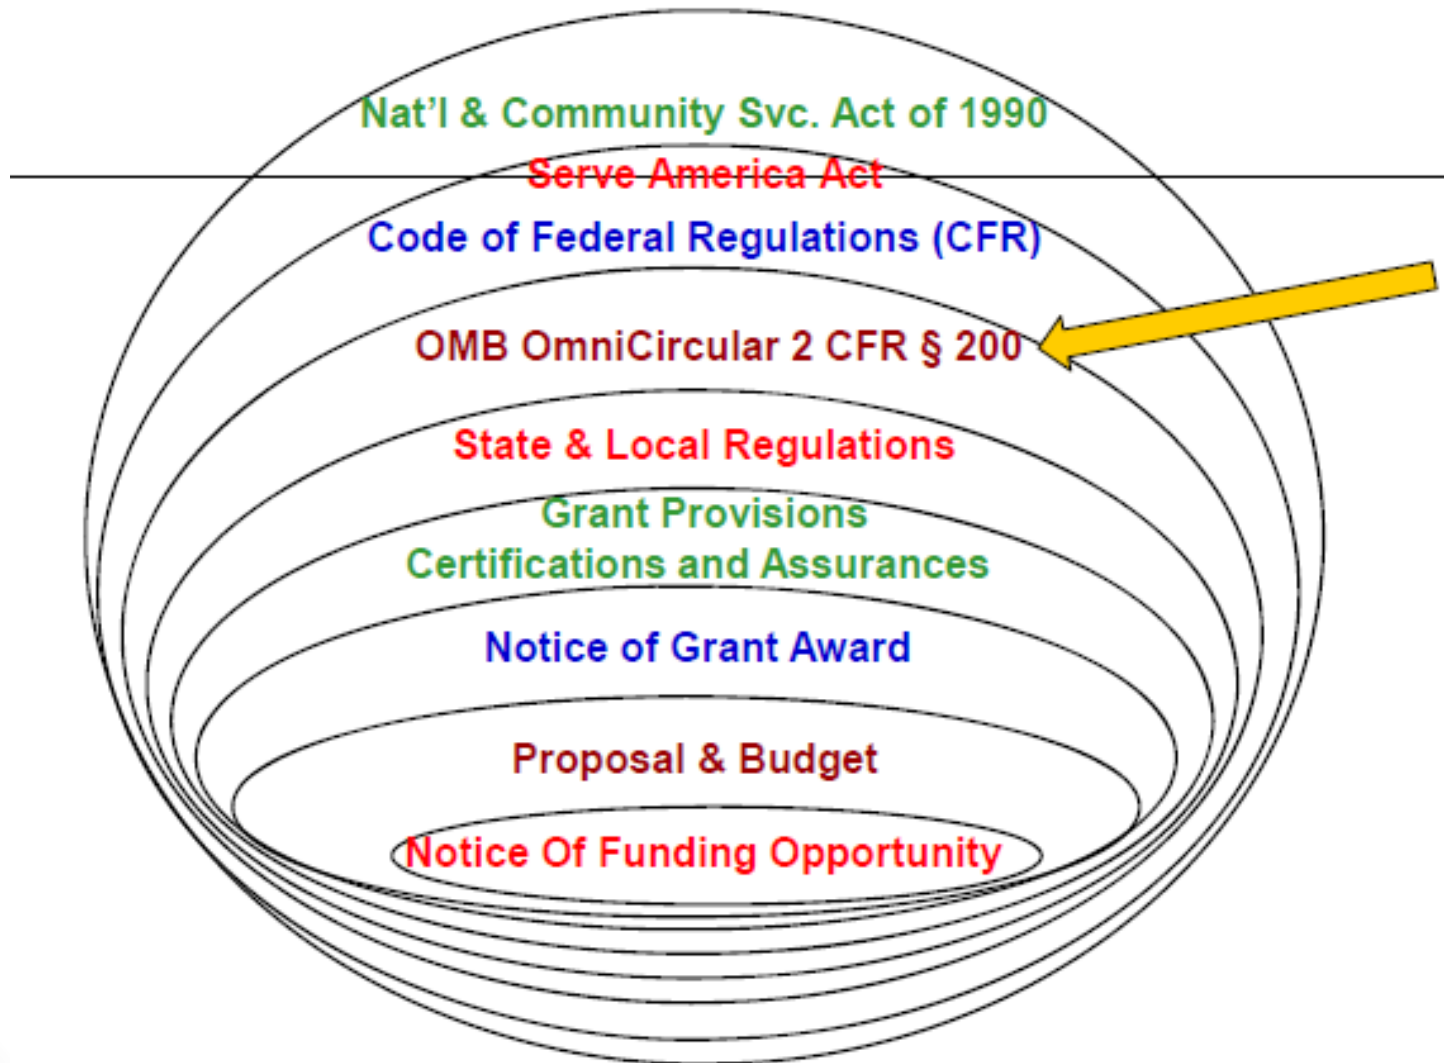 Nat'l & Community Svc. Act of 1990
Serve America Act
Code of Federal Regulations (CFR)
OMB OmniCircular 2 CFR § 200
State & Local Regulations
Grant Provisions
Certifications and Assurances
Notice of Grant Award
Proposal & Budget
Notice Of Funding Opportunity